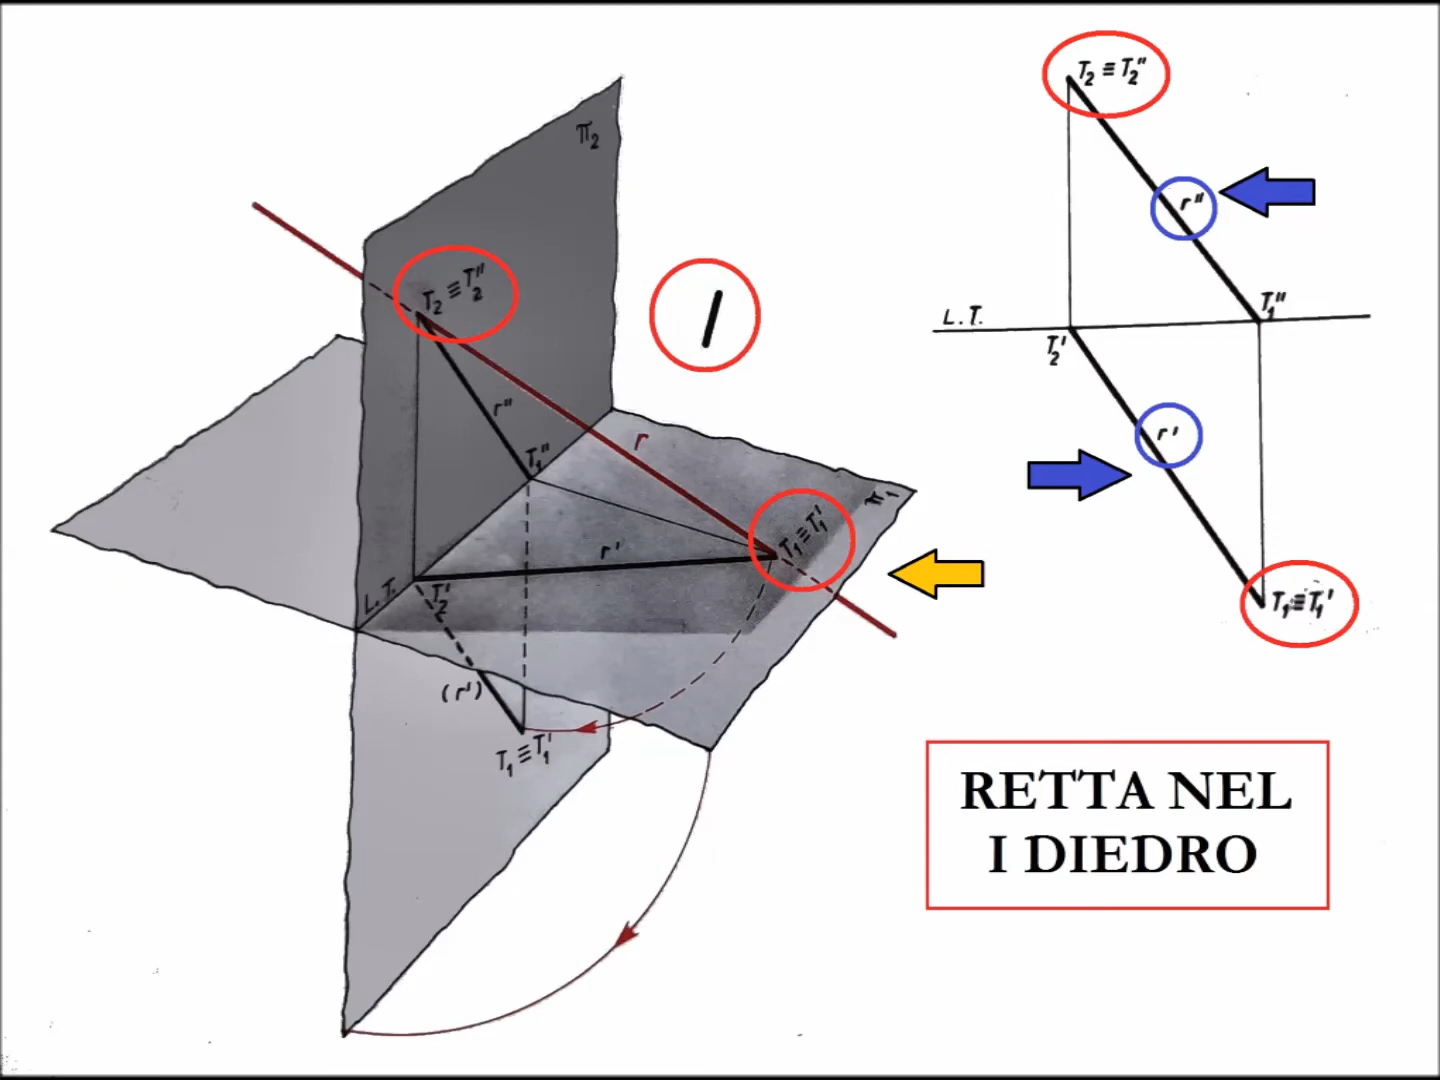 π₂
T₂ ≡ T₂"
r"
T₁"
r
π₁
T₁ ≡ T₁'
r'
L.T.
T₂'
(r')
T₁ ≡ T₁'
T₂ ≡ T₂"
r"
L.T.
T₁"
T₂'
r'
T₁ ≡ T₁'
RETTA NEL
I DIEDRO